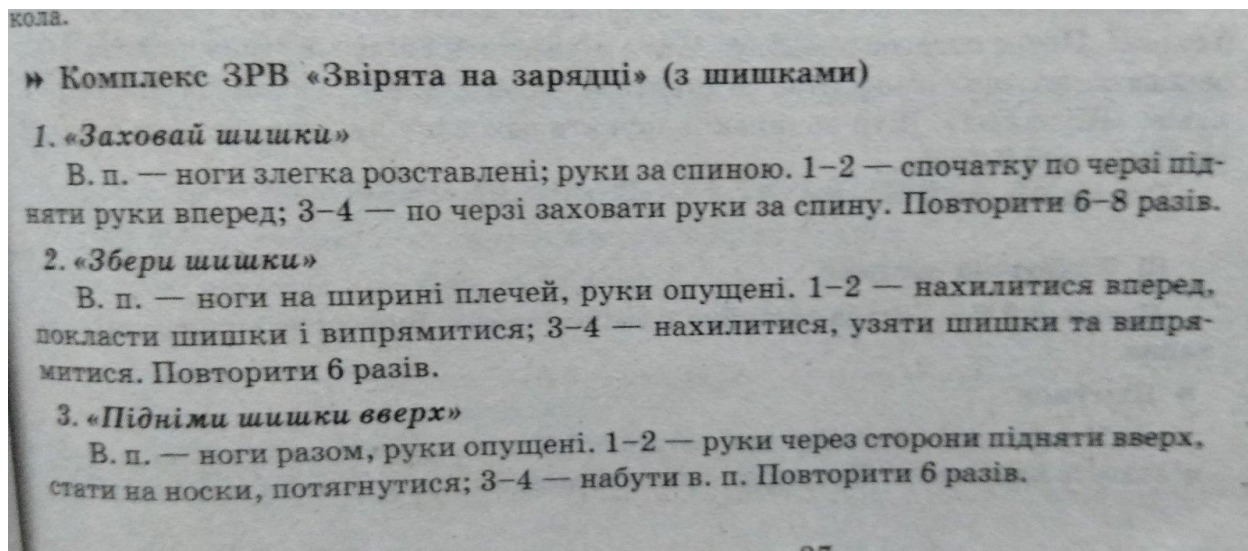 кола.
» Комплекс ЗРВ «Звірята на зарядці» (з шишками)
1. «Заховай шишки»
В. п. — ноги злегка розставлені; руки за спиною. 1–2 — спочатку по черзі під-
няти руки вперед; 3–4 — по черзі заховати руки за спину. Повторити 6–8 разів.
2. «Збери шишки»
В. п. — ноги на ширині плечей, руки опущені. 1–2 — нахилитися вперед,
покласти шишки і випрямитися; 3–4 — нахилитися, узяти шишки та випря-
митися. Повторити 6 разів.
3. «Підніми шишки вверх»
В. п. — ноги разом, руки опущені. 1–2 — руки через сторони підняти вверх,
стати на носки, потягнутися; 3–4 — набути в. п. Повторити 6 разів.